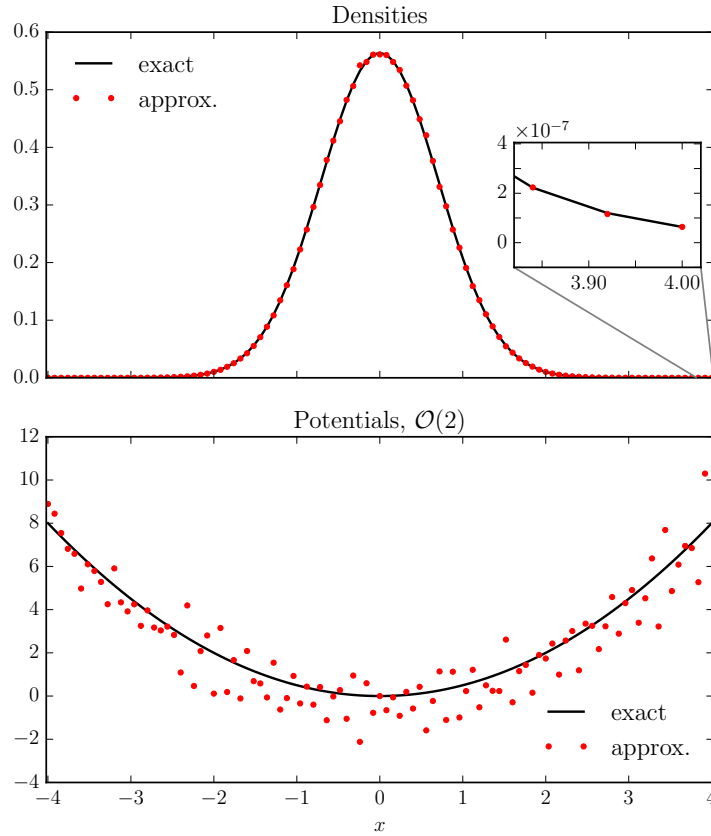 Densities
0.6
0.5
0.4
0.3
0.2
0.1
0.0
exact
approx.
×10⁻⁷
4
2
0
3.90
4.00
Potentials, 𝒪(2)
12
10
8
6
4
2
0
−2
−4
exact
approx.
−4 −3 −2 −1 0 1 2 3 4
x